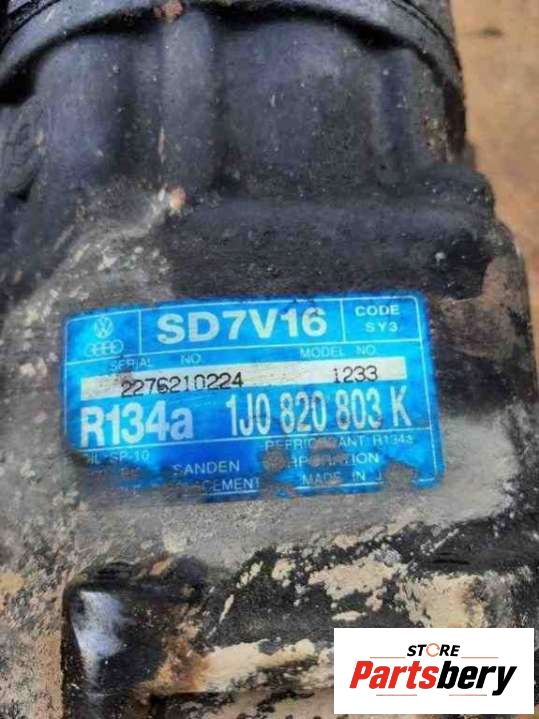 SD7V16
CODE
SY3
SERIAL NO.
MODEL NO.
2276210224
1233
R134a
1J0 820 803 K
SP-10
REFRIGERANT R134a
SANDEN
MADE IN
STORE
Partsbery